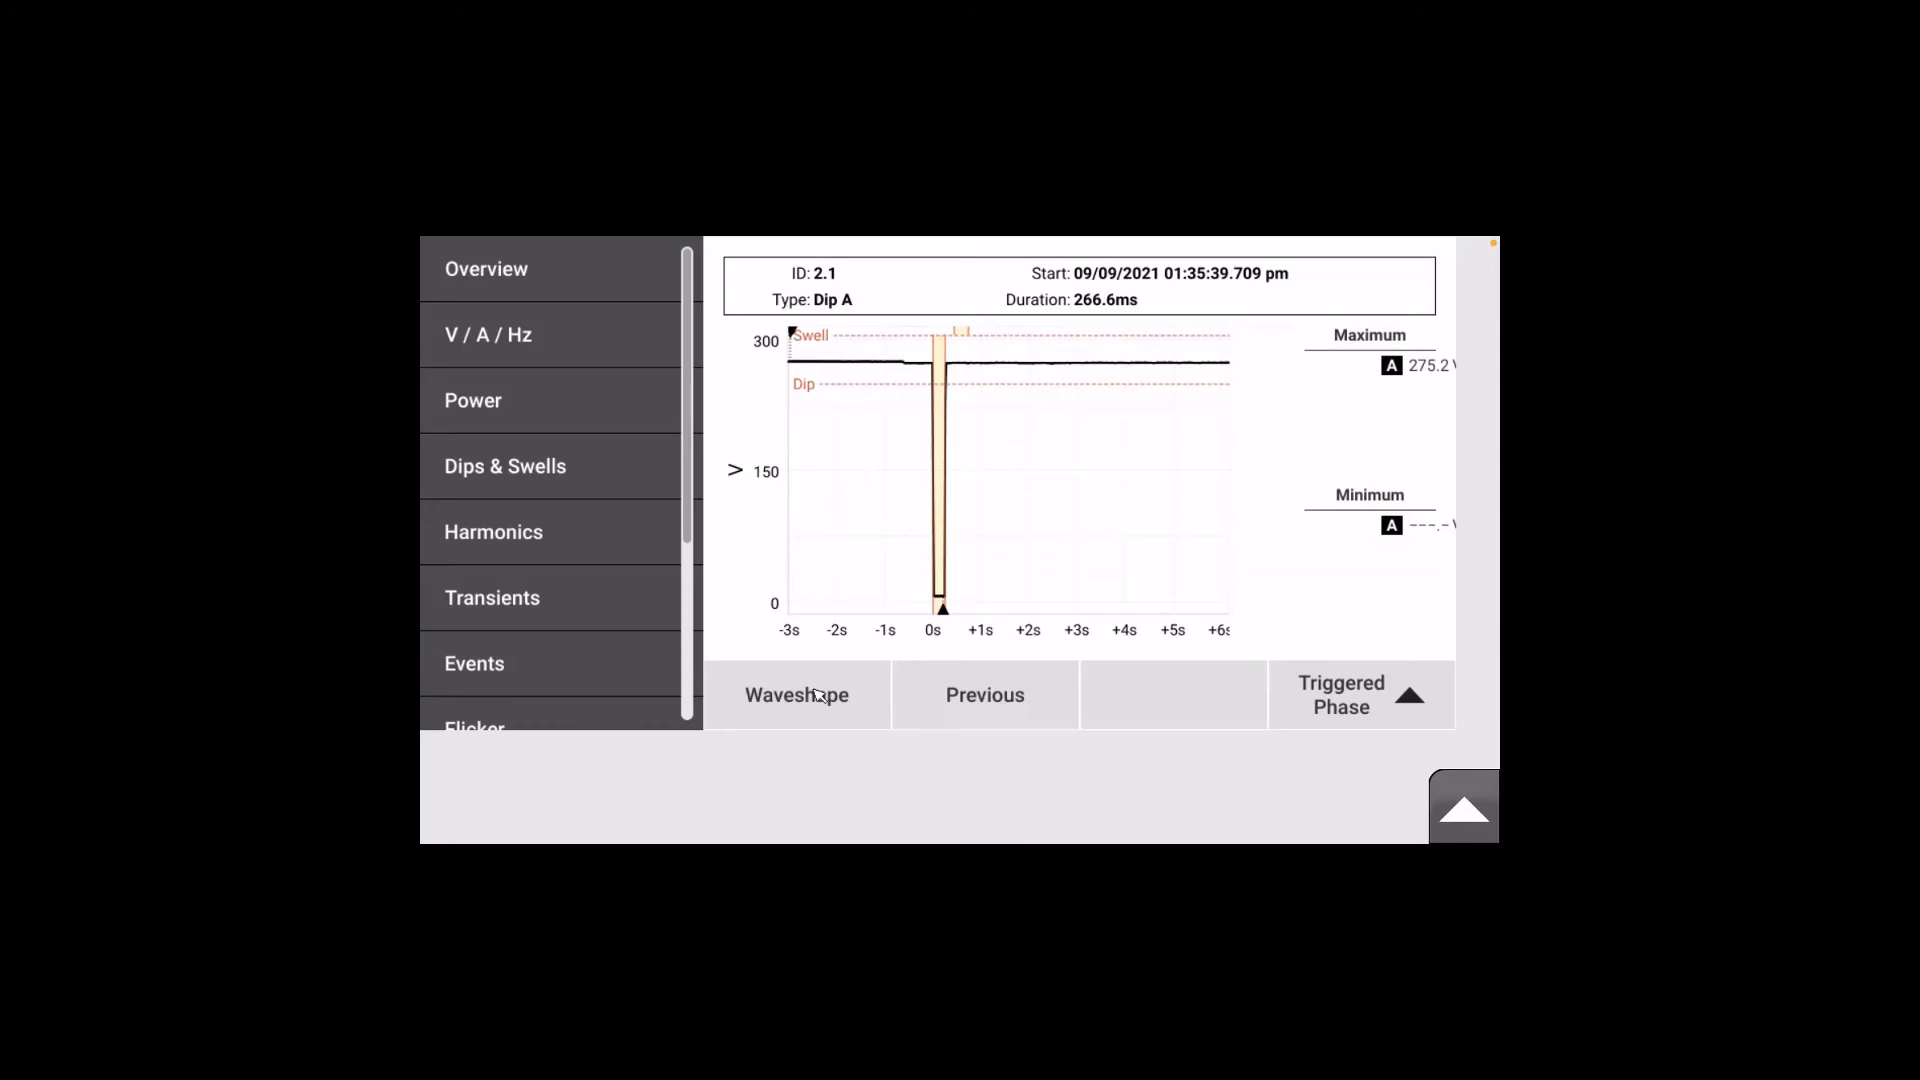 Overview
V / A / Hz
Power
Dips & Swells
Harmonics
Transients
Events
Flicker
ID: 2.1
Start: 09/09/2021 01:35:39.709 pm
Type: Dip A
Duration: 266.6ms
300
Swell
Dip
V
150
0
-3s -2s -1s 0s +1s +2s +3s +4s +5s +6s
Maximum
A 275.2 V
Minimum
A ---.- V
Waveshape
Previous
Triggered
Phase